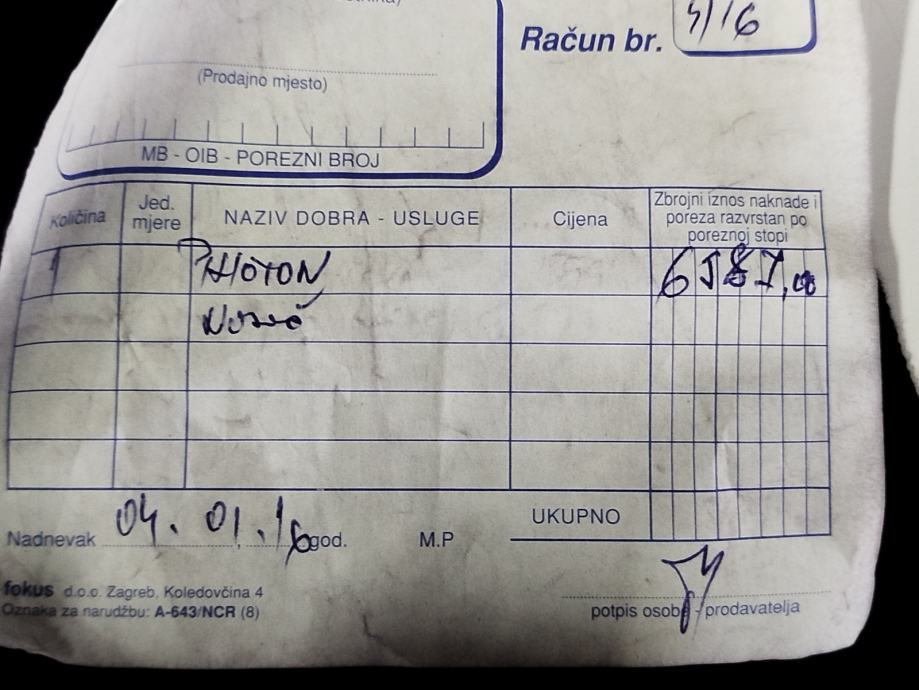 Račun br. 4/16
(Prodajno mjesto)
MB - OIB - POREZNI BROJ
Količina
Jed. mjere
NAZIV DOBRA - USLUGE
Cijena
Zbrojni iznos naknade i
poreza razvrstan po
poreznoj stopi
1 PHOTON 6587,00
Nadnevak 04. 01. 16 god.
M.P
UKUPNO
fokus d.o.o. Zagreb, Koledovčina 4
Oznaka za narudžbu: A-643/NCR (8)
potpis osobe - prodavatelja